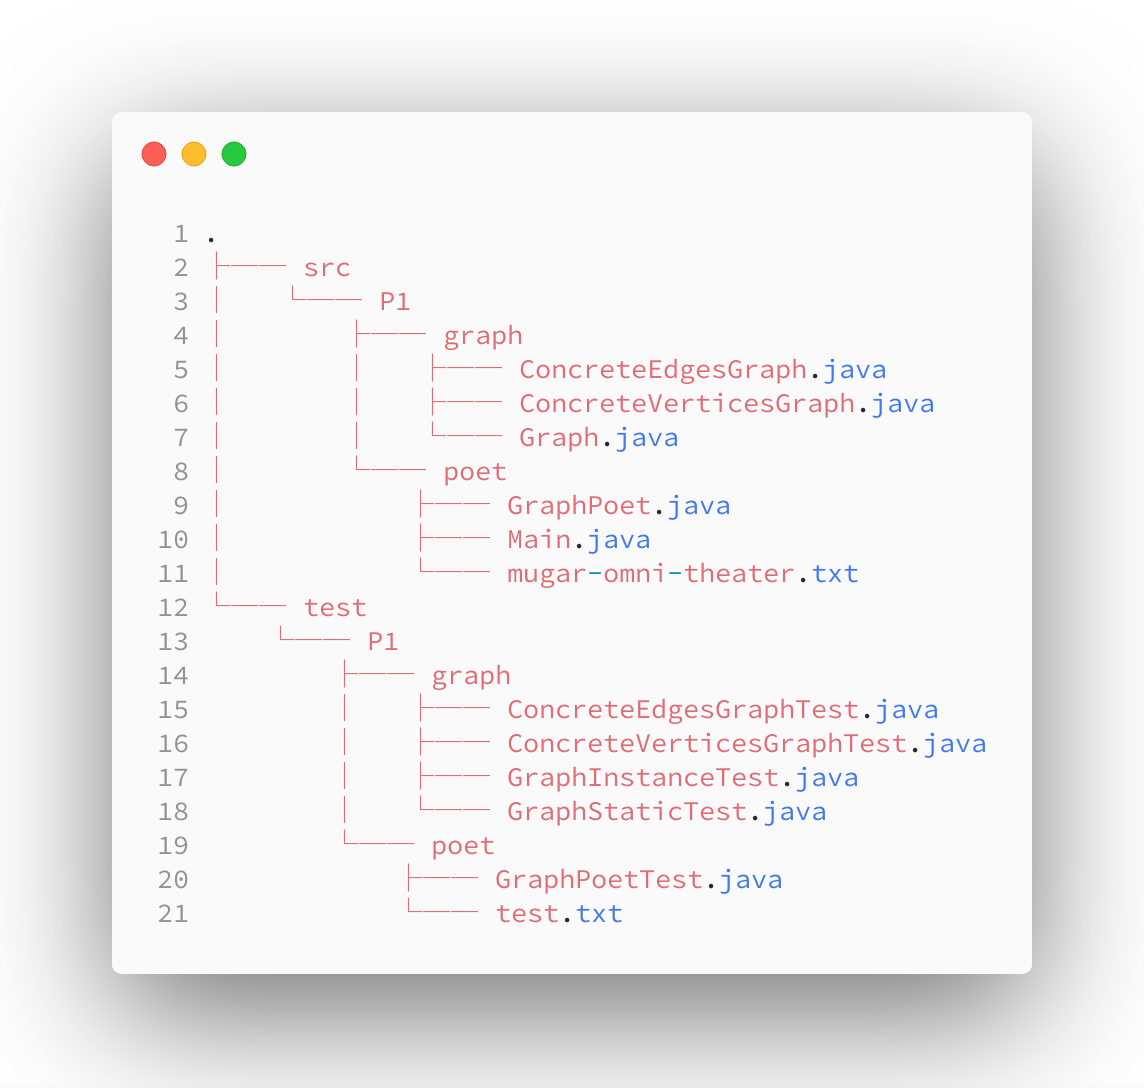 1 .
2 ├──── src
3 │    └──── P1
4 │        ├──── graph
5 │        │    ├──── ConcreteEdgesGraph.java
6 │        │    ├──── ConcreteVerticesGraph.java
7 │        │    └──── Graph.java
8 │        └──── poet
9 │            ├──── GraphPoet.java
10 │            ├──── Main.java
11 │            └──── mugar-omni-theater.txt
12 └──── test
13     └──── P1
14         ├──── graph
15         │    ├──── ConcreteEdgesGraphTest.java
16         │    ├──── ConcreteVerticesGraphTest.java
17         │    ├──── GraphInstanceTest.java
18         │    └──── GraphStaticTest.java
19         └──── poet
20             ├──── GraphPoetTest.java
21             └──── test.txt